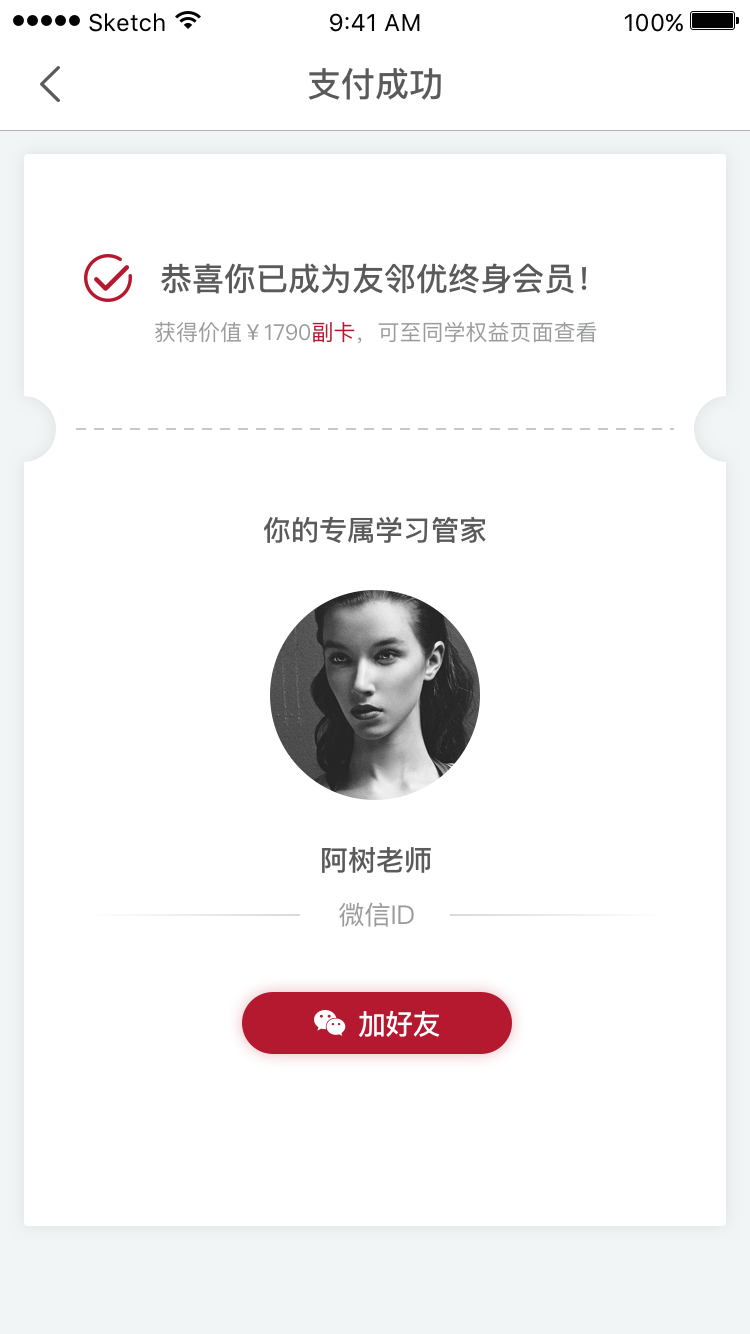 Sketch 9:41 AM 100%
支付成功
恭喜你已成为友邻优终身会员！
获得价值￥1790副卡，可至同学权益页面查看
你的专属学习管家
阿树老师
微信ID
加好友